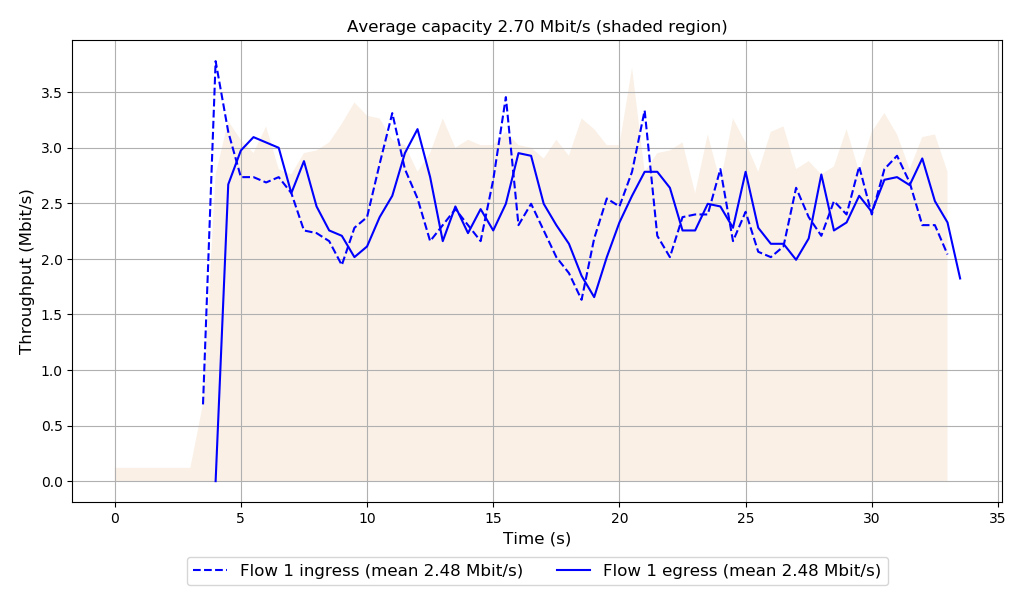 Average capacity 2.70 Mbit/s (shaded region)
Throughput (Mbit/s)
3.5
3.0
2.5
2.0
1.5
1.0
0.5
0.0
0 5 10 15 20 25 30 35
Time (s)
Flow 1 ingress (mean 2.48 Mbit/s) Flow 1 egress (mean 2.48 Mbit/s)